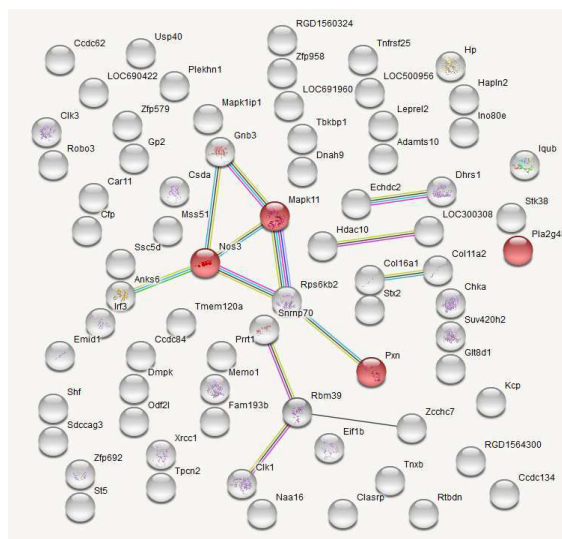 RGD1560324
Ccdc62
Usp40
Tnfrsf25
Hp
Zfp958
LOC690422
Plekhn1
LOC500956
Hapln2
LOC691960
Clk3
Zfp579
Mapk1ip1
Leprel2
Ino80e
Gnb3
Tbkbp1
Robo3
Gp2
Adamts10
Iqub
Dnah9
Car11
Csda
Echdc2
Dhrs1
Mapk11
Stk38
Cfp
Mss51
Hdac10
LOC300308
Pla2g4
Ssc5d
Nos3
Anks6
Col16a1
Col11a2
Irf3
Rps6kb2
Stx2
Chka
Tmem120a
Snrnp70
Suv420h2
Emid1
Ccdc84
Prrt1
Pxn
Glt8d1
Dmpk
Memo1
Kcp
Shf
Odf2l
Fam193b
Rbm39
Sdccag3
Zcchc7
Xrcc1
Eif1b
RGD1564300
Zfp692
Tpcn2
Clk1
Tnxb
Ccdc134
St5
Naa16
Clasrp
Rtbdn